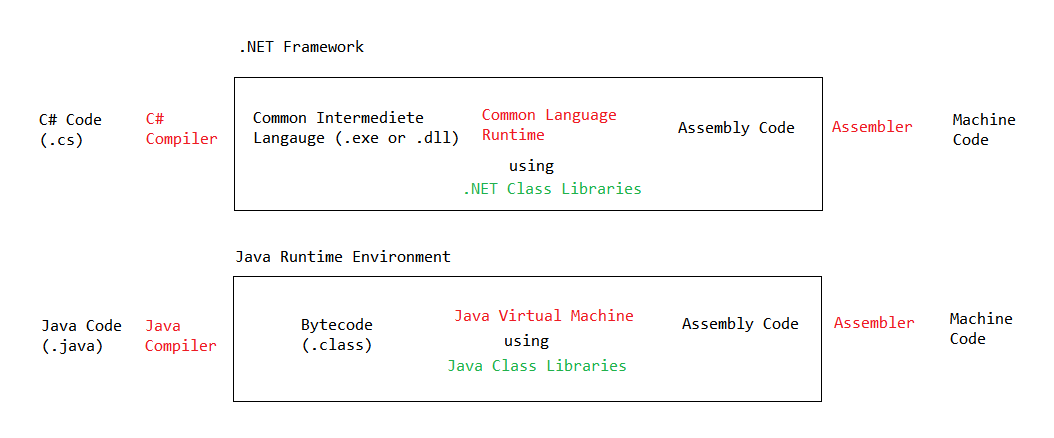 .NET Framework
C# Code
(.cs)
C#
Compiler
Common Intermediete
Langauge (.exe or .dll)
Common Language
Runtime
using
.NET Class Libraries
Assembly Code
Assembler
Machine
Code
Java Runtime Environment
Java Code
(.java)
Java
Compiler
Bytecode
(.class)
Java Virtual Machine
using
Java Class Libraries
Assembly Code
Assembler
Machine
Code